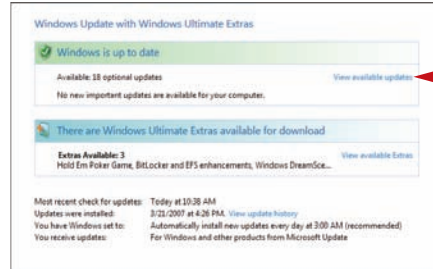 Windows Update with Windows Ultimate Extras
Windows is up to date
Available: 18 optional updates View available updates
No new important updates are available for your computer.
There are Windows Ultimate Extras available for download
Extras Available: 3 View available Extras
Hold Em Poker Game, BitLocker and EFS enhancements, Windows DreamSce...
Most recent check for updates: Today at 10:38 AM
Updates were installed: 3/21/2007 at 4:26 PM. View update history
You have Windows set to: Automatically install new updates every day at 3:00 AM (recommended)
You receive updates: For Windows and other products from Microsoft Update